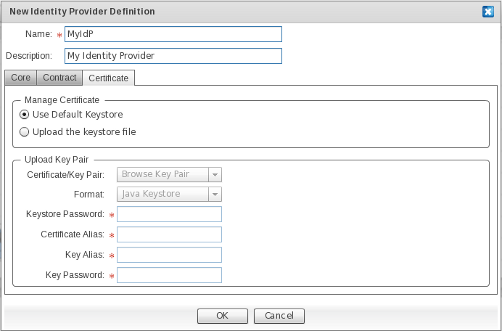 New Identity Provider Definition
Name: * MyIdP
Description: My Identity Provider
Core Contract Certificate
Manage Certificate
Use Default Keystore
Upload the keystore file
Upload Key Pair
Certificate/Key Pair: Browse Key Pair
Format: Java Keystore
Keystore Password: *
Certificate Alias: *
Key Alias: *
Key Password: *
OK Cancel